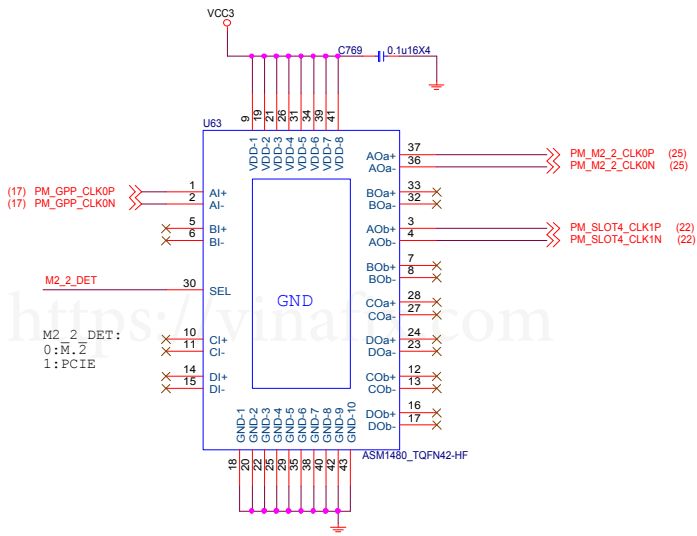 VCC3
C769
0.1u16X4
U63
9
19
21
26
31
34
39
41
VDD-1
VDD-2
VDD-3
VDD-4
VDD-5
VDD-6
VDD-7
VDD-8
(17) PM_GPP_CLK0P 1 AI+
(17) PM_GPP_CLK0N 2 AI-
5 BI+
6 BI-
M2_2_DET 30 SEL
M2_2_DET:
0:M.2
1:PCIE
10 CI+
11 CI-
14 DI+
15 DI-
GND
AOa+ 37 PM_M2_2_CLK0P (25)
AOa- 36 PM_M2_2_CLK0N (25)
BOa+ 33
BOa- 32
AOb+ 3 PM_SLOT4_CLK1P (22)
AOb- 4 PM_SLOT4_CLK1N (22)
BOb+ 7
BOb- 8
COa+ 28
COa- 27
DOa+ 24
DOa- 23
COb+ 12
COb- 13
DOb+ 16
DOb- 17
GND-1
GND-2
GND-3
GND-4
GND-5
GND-6
GND-7
GND-8
GND-9
GND-10
18
20
22
25
29
35
38
40
42
43
ASM1480_TQFN42-HF
https://vinafix.com